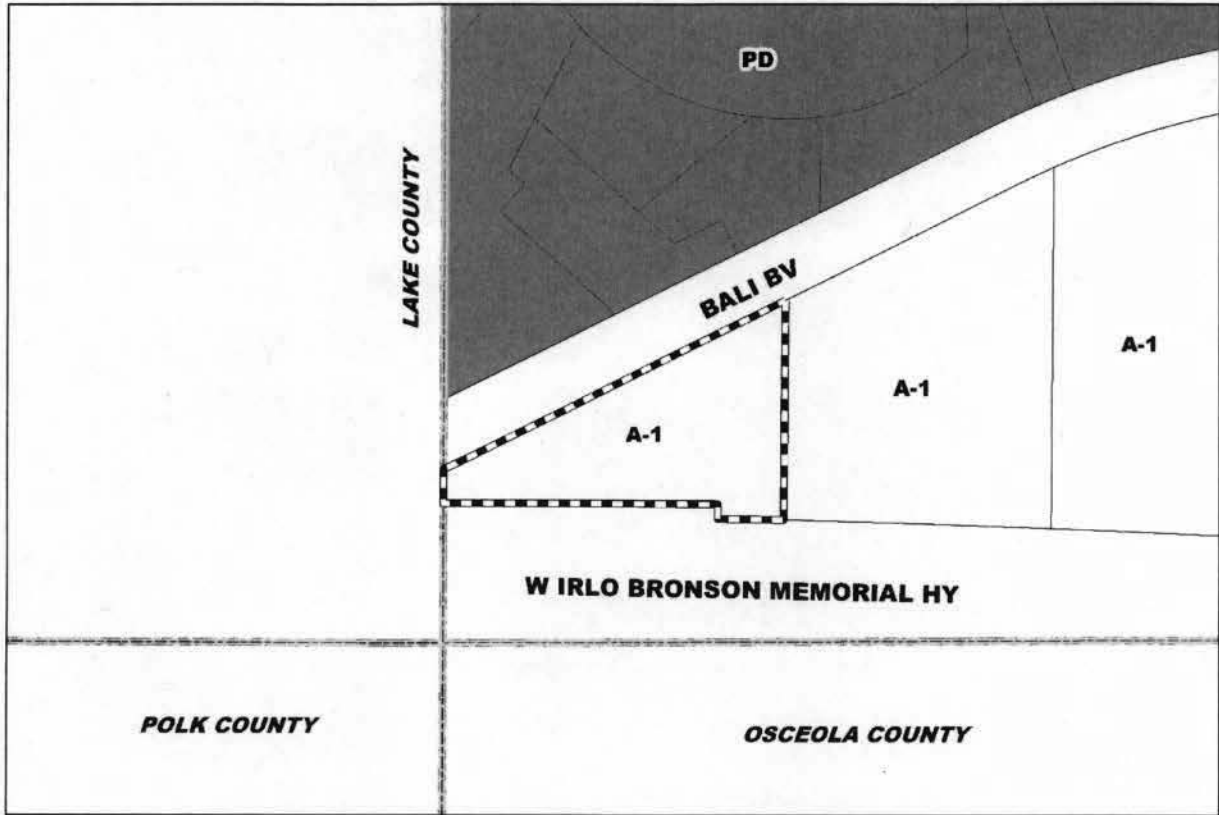 PD
LAKE COUNTY
BALI BV
A-1
A-1
A-1
W IRLO BRONSON MEMORIAL HY
POLK COUNTY
OSCEOLA COUNTY